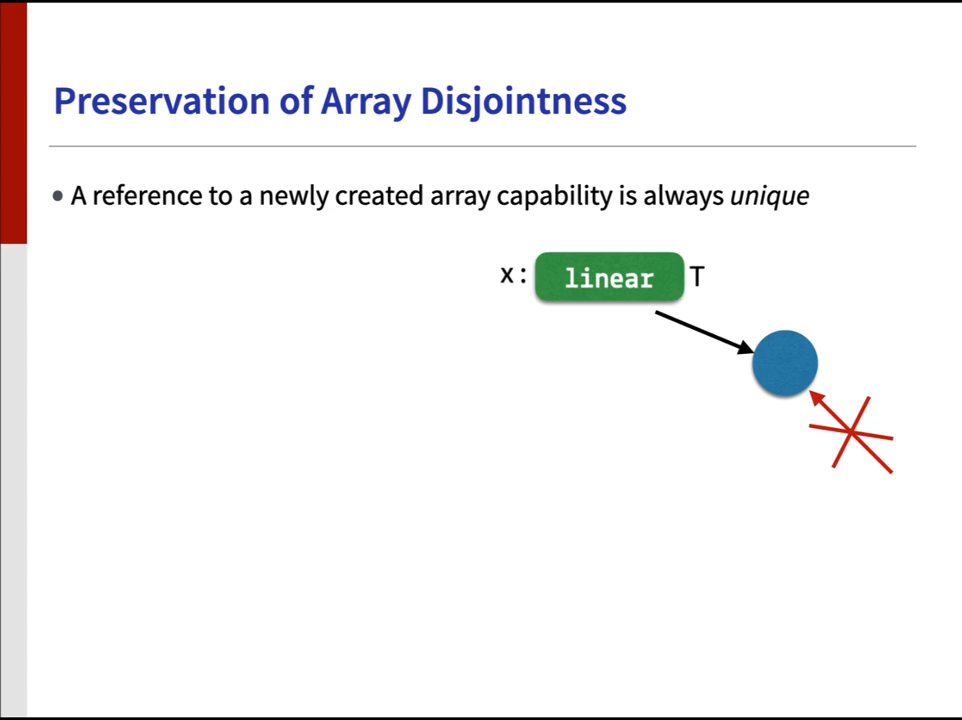 Preservation of Array Disjointness
• A reference to a newly created array capability is always unique
x: linear T